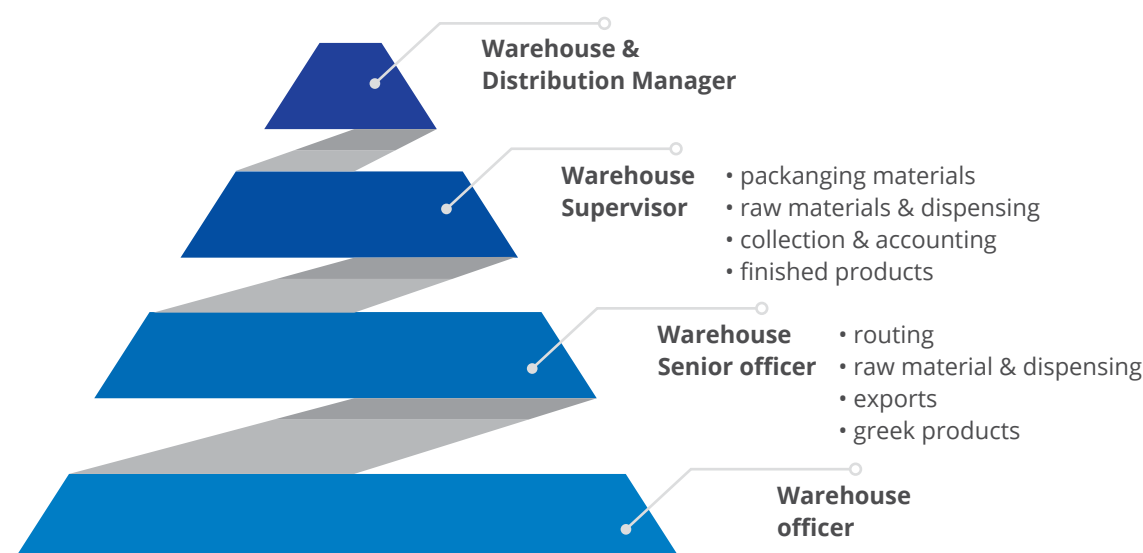 Warehouse &
Distribution Manager
Warehouse
Supervisor
• packanging materials
• raw materials & dispensing
• collection & accounting
• finished products
Warehouse
Senior officer
• routing
• raw material & dispensing
• exports
• greek products
Warehouse
officer